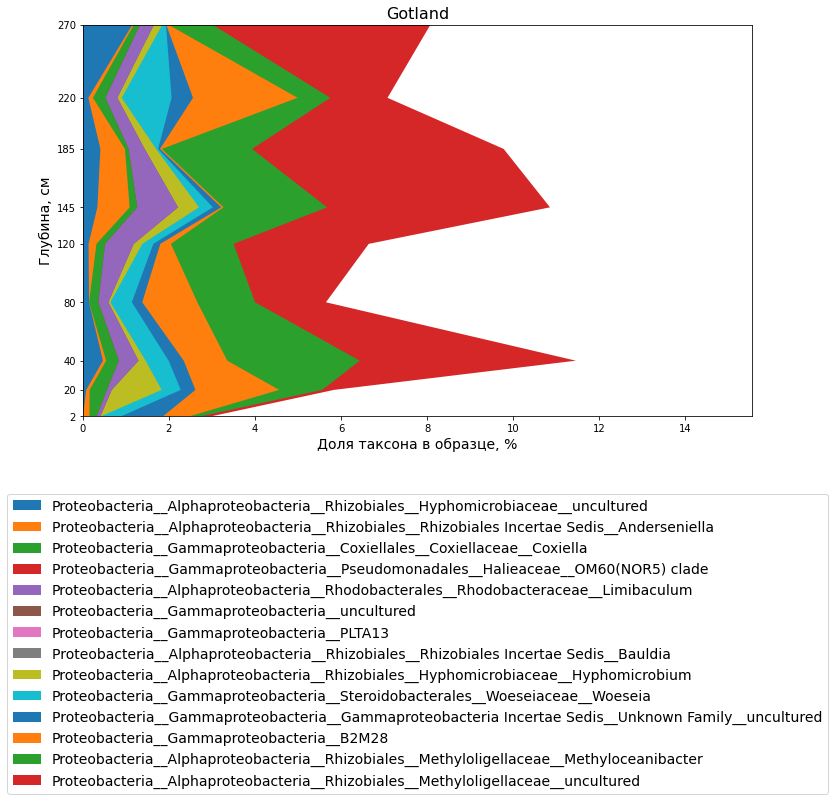 Gotland
270
220
185
145
120
80
40
20
2
Глубина, см
0 2 4 6 8 10 12 14
Доля таксона в образце, %
Proteobacteria__Alphaproteobacteria__Rhizobiales__Hyphomicrobiaceae__uncultured
Proteobacteria__Alphaproteobacteria__Rhizobiales__Rhizobiales Incertae Sedis__Anderseniella
Proteobacteria__Gammaproteobacteria__Coxiellales__Coxiellaceae__Coxiella
Proteobacteria__Gammaproteobacteria__Pseudomonadales__Halieaceae__OM60(NOR5) clade
Proteobacteria__Alphaproteobacteria__Rhodobacterales__Rhodobacteraceae__Limibaculum
Proteobacteria__Gammaproteobacteria__uncultured
Proteobacteria__Gammaproteobacteria__PLTA13
Proteobacteria__Alphaproteobacteria__Rhizobiales__Rhizobiales Incertae Sedis__Bauldia
Proteobacteria__Alphaproteobacteria__Rhizobiales__Hyphomicrobiaceae__Hyphomicrobium
Proteobacteria__Gammaproteobacteria__Steroidobacterales__Woeseiaceae__Woeseia
Proteobacteria__Gammaproteobacteria__Gammaproteobacteria Incertae Sedis__Unknown Family__uncultured
Proteobacteria__Gammaproteobacteria__B2M28
Proteobacteria__Alphaproteobacteria__Rhizobiales__Methyloligellaceae__Methyloceanibacter
Proteobacteria__Alphaproteobacteria__Rhizobiales__Methyloligellaceae__uncultured